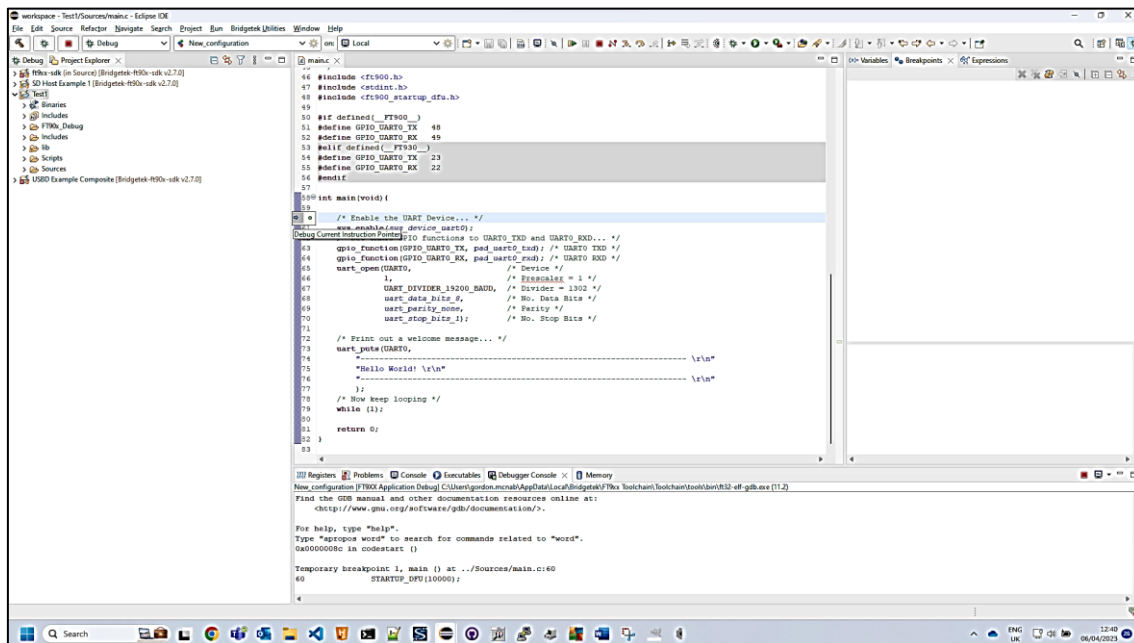 workspace - Test1/Sources/main.c - Eclipse IDE
File Edit Source Refactor Navigate Search Project Run Bridgetek Utilities Window Help
Debug New_configuration on: Local
Debug Project Explorer
ft9xx-sdk (in Source) [Bridgetek-ft90x-sdk v2.7.0]
SD Host Example 1 [Bridgetek-ft90x-sdk v2.7.0]
Test1
Binaries
Includes
FT90x_Debug
Includes
lib
Scripts
Sources
USBD Example Composite [Bridgetek-ft90x-sdk v2.7.0]
main.c
46 #include <ft900.h>
47 #include <stdint.h>
48 #include <ft900_startup_dfu.h>
49
50 #if defined(__FT900__)
51 #define GPIO_UART0_TX 48
52 #define GPIO_UART0_RX 49
53 #elif defined(__FT930__)
54 #define GPIO_UART0_TX 23
55 #define GPIO_UART0_RX 22
56 #endif
57
58 int main(void){
59
/* Enable the UART Device... */
sys_enable(sys_device_uart0);
Debug Current Instruction Pointer GPIO functions to UART0_TXD and UART0_RXD... */
63 gpio_function(GPIO_UART0_TX, pad_uart0_txd); /* UART0 TXD */
64 gpio_function(GPIO_UART0_RX, pad_uart0_rxd); /* UART0 RXD */
65 uart_open(UART0, /* Device */
66 1, /* Prescaler = 1 */
67 UART_DIVIDER_19200_BAUD, /* Divider = 1302 */
68 uart_data_bits_8, /* No. Data Bits */
69 uart_parity_none, /* Parity */
70 uart_stop_bits_1); /* No. Stop Bits */
71
72 /* Print out a welcome message... */
73 uart_puts(UART0,
74 "------------------------------------------------------------------------------ \r\n"
75 "Hello World! \r\n"
76 "------------------------------------------------------------------------------ \r\n"
77 );
78 /* Now keep looping */
79 while (1);
80
81 return 0;
82 }
83
Variables Breakpoints Expressions
Registers Problems Console Executables Debugger Console Memory
New_configuration [FT9XX Application Debug] C:\Users\gordon.mcnab\AppData\Local\Bridgetek\FT9xx Toolchain\Toolchain\tools\bin\ft32-elf-gdb.exe (11.2)
Find the GDB manual and other documentation resources online at:
<http://www.gnu.org/software/gdb/documentation/>.
For help, type "help".
Type "apropos word" to search for commands related to "word".
0x0000008c in codestart ()
Temporary breakpoint 1, main () at ../Sources/main.c:60
60 STARTUP_DFU(10000);
Search
ENG
UK
12:40
06/04/2023